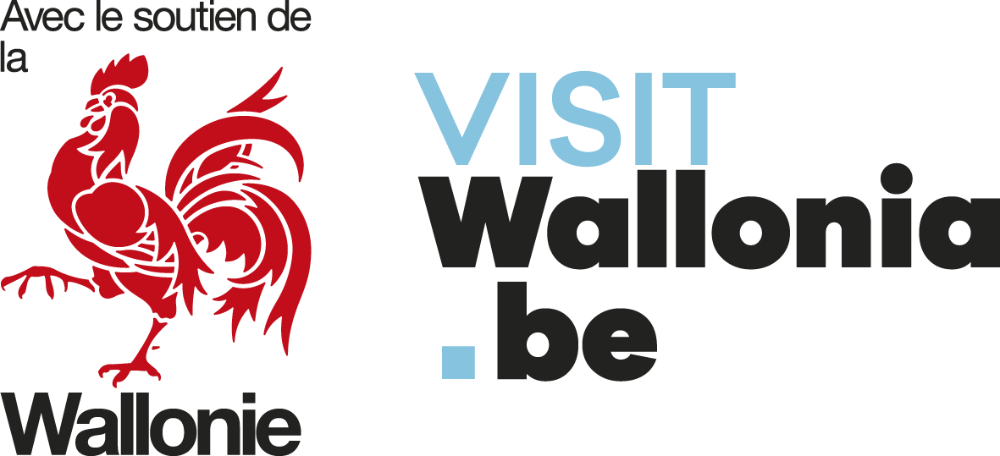 Avec le soutien de
la
Wallonie
VISIT
Wallonia
.be